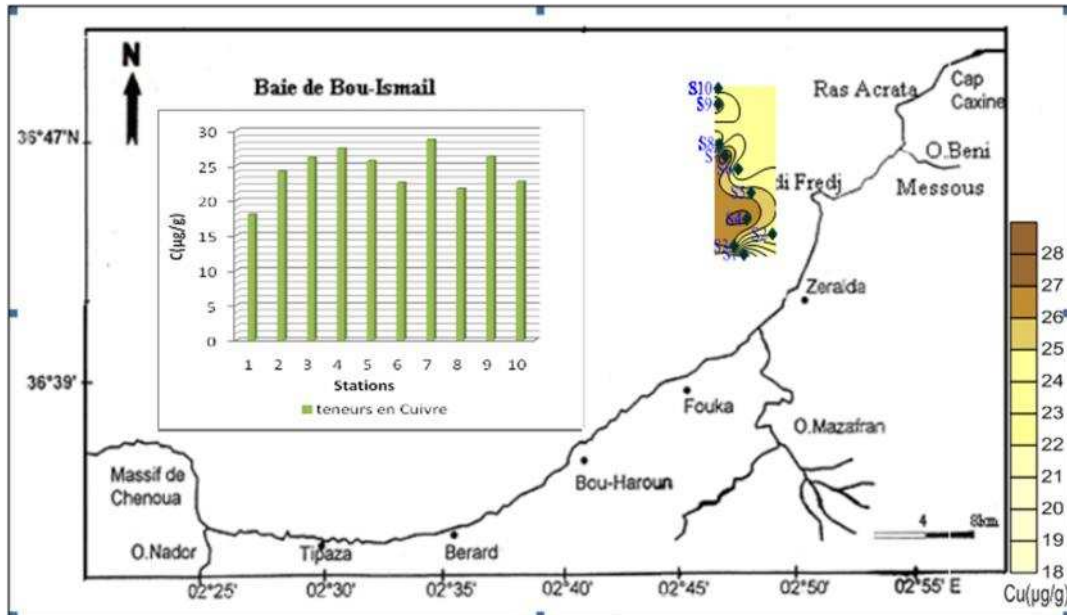 N
Baie de Bou-Ismail
30
25
20
15
10
5
0
C(µg/g)
1 2 3 4 5 6 7 8 9 10
Stations
teneurs en Cuivre
36°47'N
36°39'
S10
S9
S8
Ras Acrata
Cap
Caxine
O.Beni
Messous
di Fredj
Zeralda
Fouka
O.Mazafran
Bou-Haroun
Massif de
Chenoua
O.Nador
Tipaza
Berard
4 8km
02°25' 02°30' 02°35' 02°40' 02°45' 02°50' 02°55' E
28
27
26
25
24
23
22
21
20
19
18
Cu(µg/g)